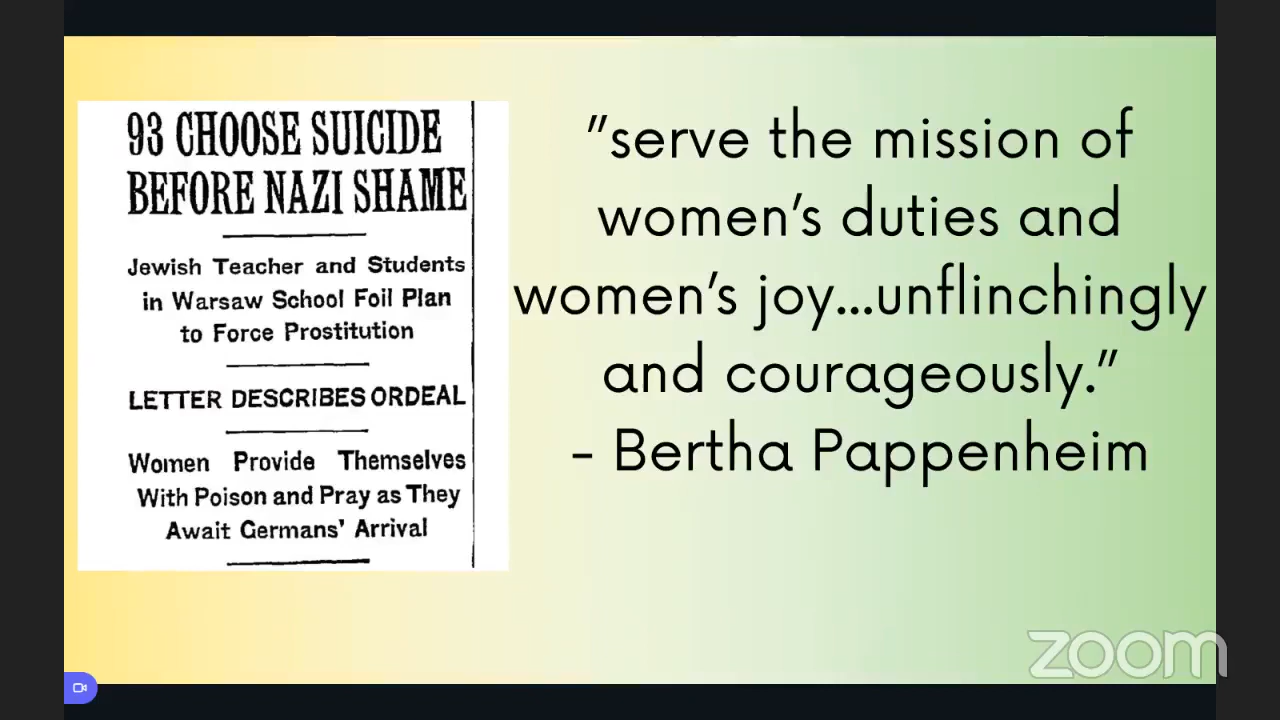 93 CHOOSE SUICIDE
BEFORE NAZI SHAME
Jewish Teacher and Students
in Warsaw School Foil Plan
to Force Prostitution
LETTER DESCRIBES ORDEAL
Women Provide Themselves
With Poison and Pray as They
Await Germans' Arrival
”serve the mission of
women’s duties and
women’s joy...unflinchingly
and courageously.”
- Bertha Pappenheim
zoom